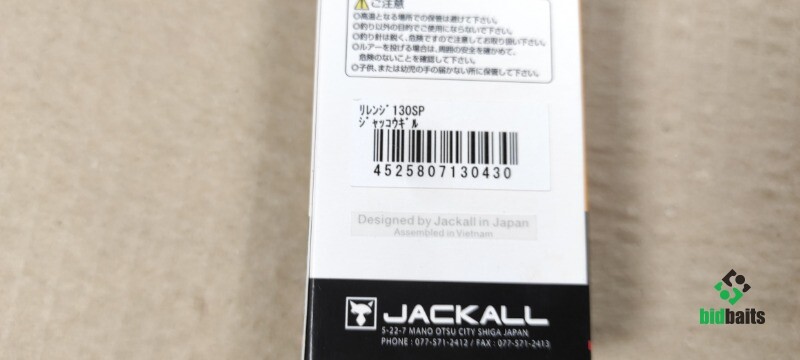 ご注意
◎高温となる場所での保管は避けて下さい。
◎釣り以外の目的でご使用にならないで下さい。
◎釣り針は鋭く、危険ですので注意してお取り扱い下さい。
◎ルアーを投げる場合は、周囲の安全を確かめて、
危険のないことを確認して下さい。
◎子供、または幼児の手の届かない所に保管して下さい。
リレンジ130SP
ジャッコウギル
4525807130430
Designed by Jackall in Japan
Assembled in Vietnam
JACKALL
5-22-7 MANO OTSU CITY SHIGA JAPAN
PHONE : 077-571-2412 / FAX : 077-571-2413
bidbaits